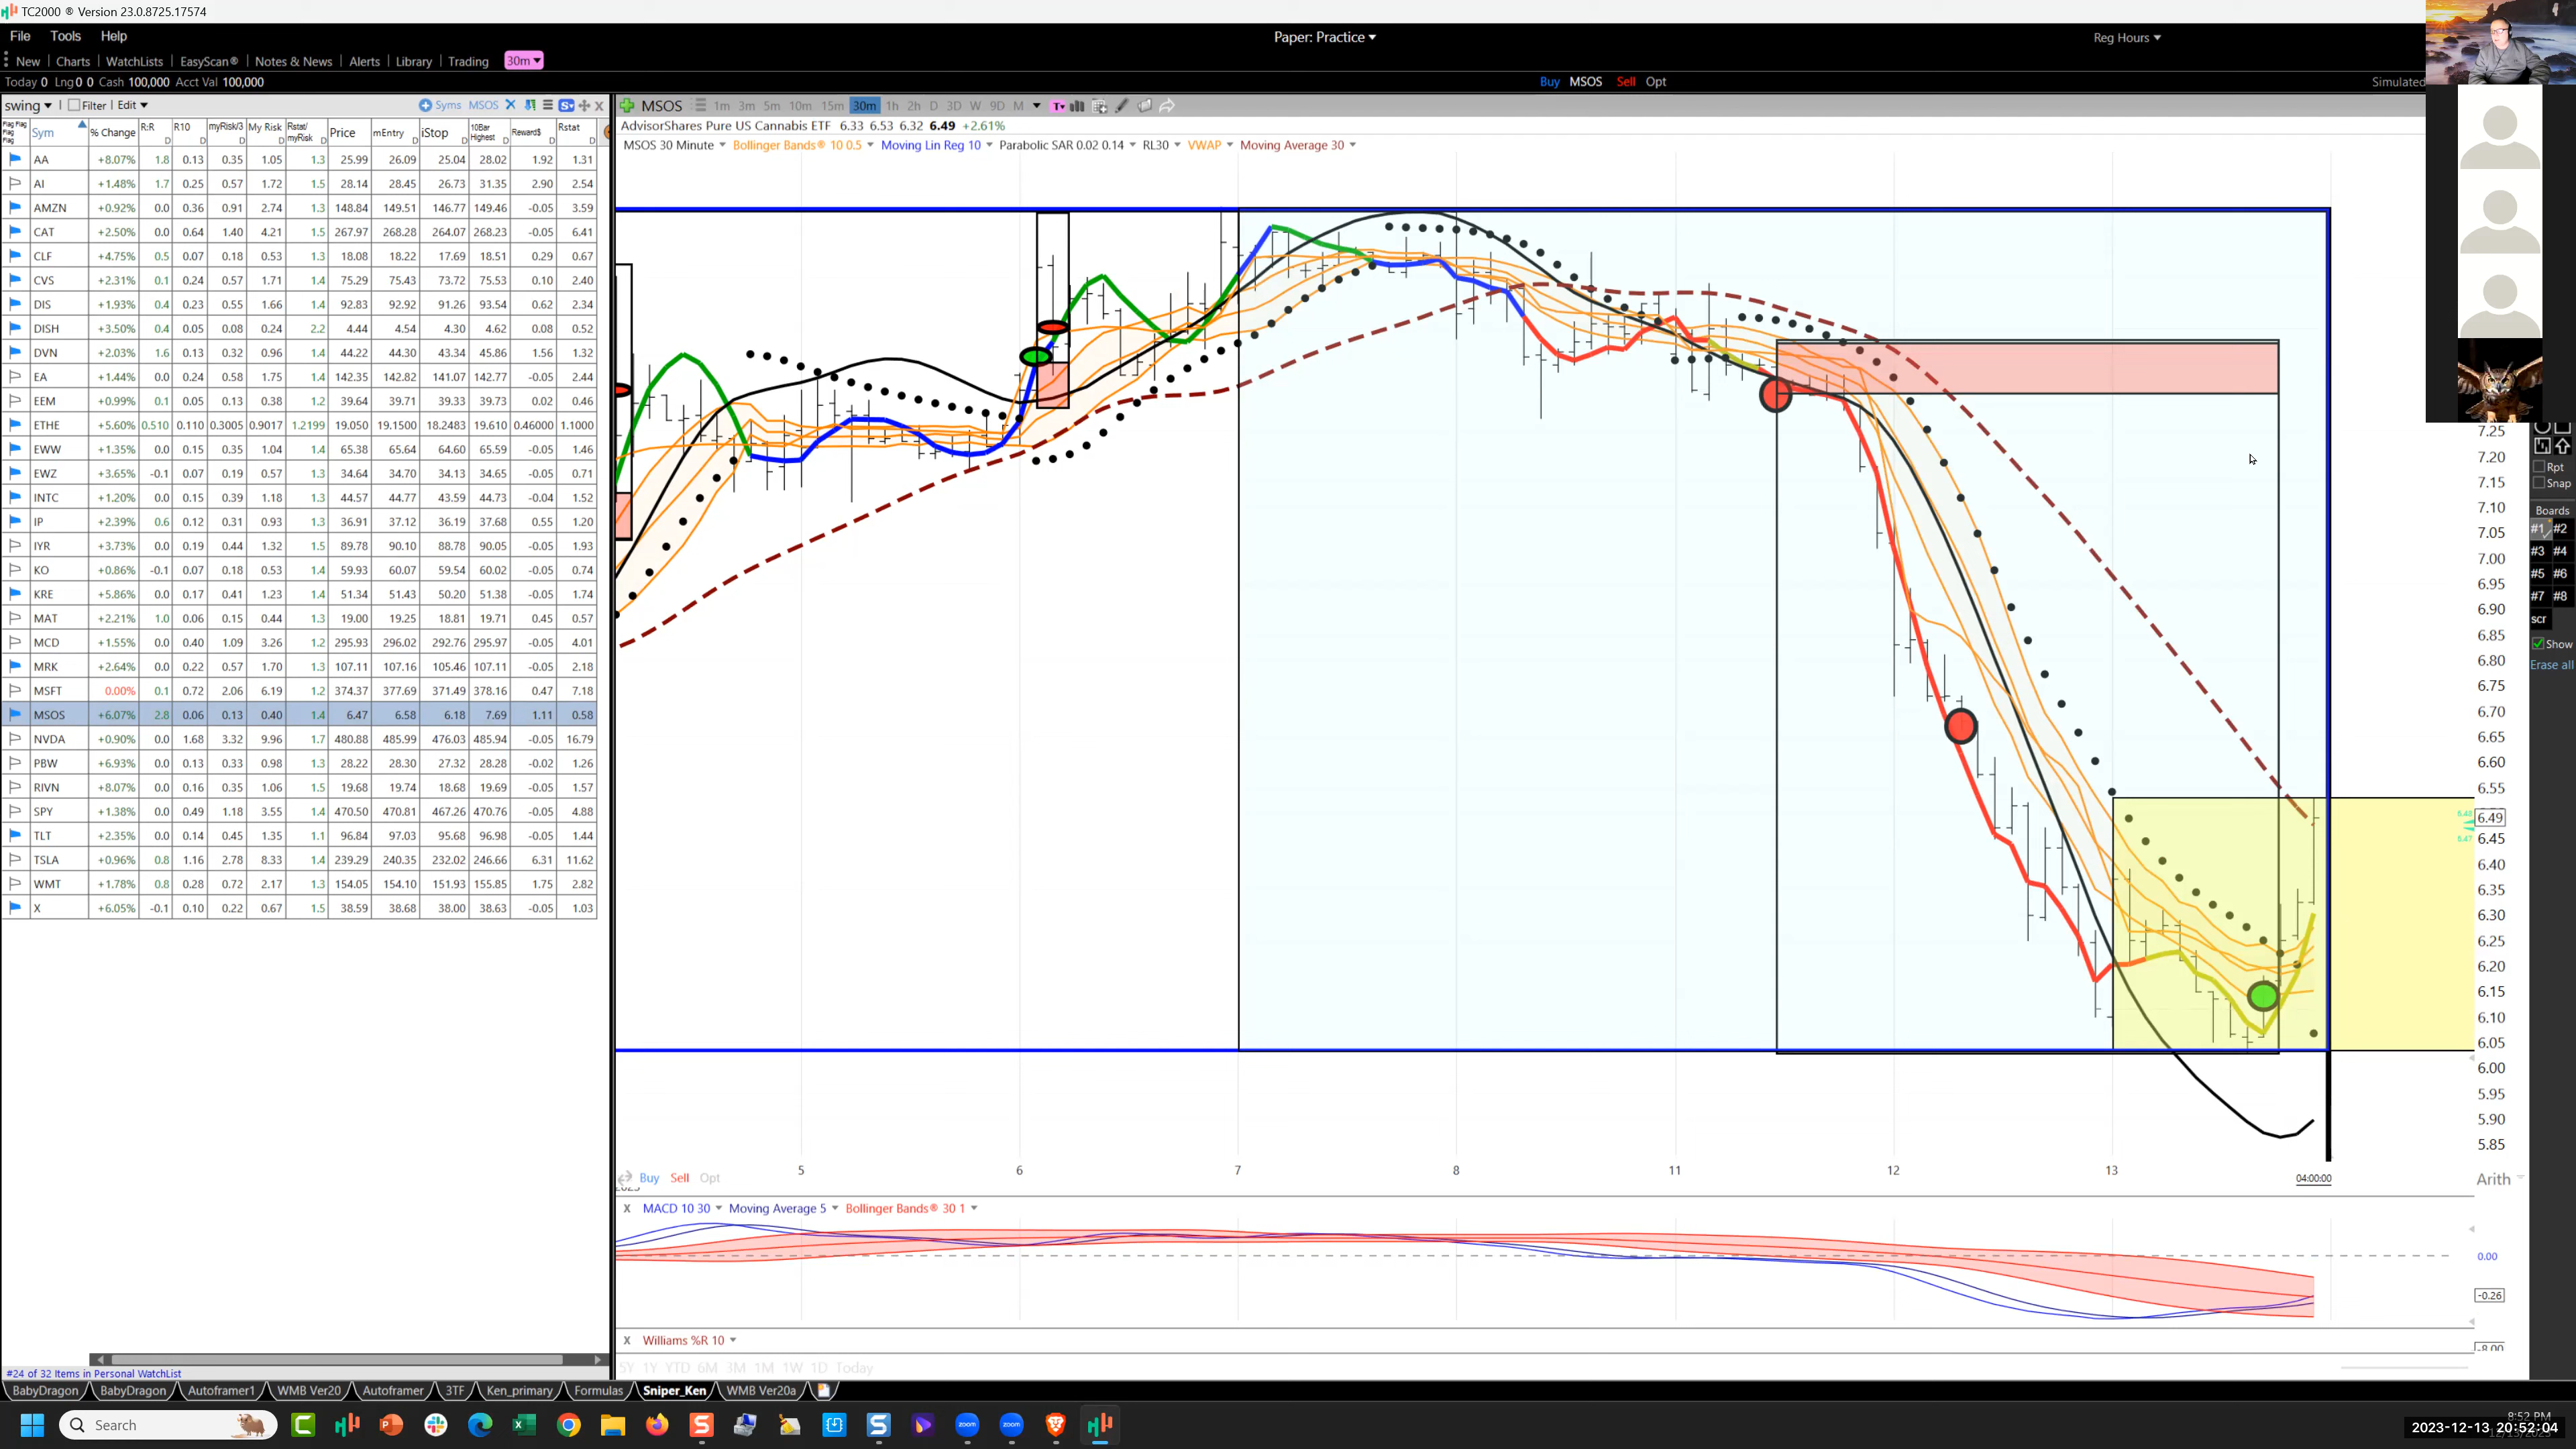 TC2000 ® Version 23.0.8725.17574
File Tools Help
Paper: Practice
Reg Hours
New Charts WatchLists EasyScan® Notes & News Alerts Library Trading 30m
Today 0 Lng 0 0 Cash 100,000 Acct Val 100,000
Buy MSOS Sell Opt
Simulated
swing Filter Edit Syms MSOS
MSOS 1m 3m 5m 10m 15m 30m 1h 2h D 3D W 9D M
AdvisorShares Pure US Cannabis ETF 6.33 6.53 6.32 6.49 +2.61%
MSOS 30 Minute Bollinger Bands® 10 0.5 Moving Lin Reg 10 Parabolic SAR 0.02 0.14 RL30 VWAP Moving Average 30
Flag Flag Flag Flag Sym % Change R:R R10 myRisk/3 My Risk Rstat/myRisk Price mEntry iStop 10Bar Highest Reward$ Rstat
AA +8.07% 1.8 0.13 0.35 1.05 1.3 25.99 26.09 25.04 28.02 1.92 1.31
AI +1.48% 1.7 0.25 0.57 1.72 1.5 28.14 28.45 26.73 31.35 2.90 2.54
AMZN +0.92% 0.0 0.36 0.91 2.74 1.3 148.84 149.51 146.77 149.46 -0.05 3.59
CAT +2.50% 0.0 0.64 1.40 4.21 1.5 267.97 268.28 264.07 268.23 -0.05 6.41
CLF +4.75% 0.5 0.07 0.18 0.53 1.3 18.08 18.22 17.69 18.51 0.29 0.67
CVS +2.31% 0.1 0.24 0.57 1.71 1.4 75.29 75.43 73.72 75.53 0.10 2.40
DIS +1.93% 0.4 0.23 0.55 1.66 1.4 92.83 92.92 91.26 93.54 0.62 2.34
DISH +3.50% 0.4 0.05 0.08 0.24 2.2 4.44 4.54 4.30 4.62 0.08 0.52
DVN +2.03% 1.6 0.13 0.32 0.96 1.4 44.22 44.30 43.34 45.86 1.56 1.32
EA +1.44% 0.0 0.24 0.58 1.75 1.4 142.35 142.82 141.07 142.77 -0.05 2.44
EEM +0.99% 0.1 0.05 0.13 0.38 1.2 39.64 39.71 39.33 39.73 0.02 0.46
ETHE +5.60% 0.510 0.110 0.3005 0.9017 1.2199 19.050 19.1500 18.2483 19.610 0.46000 1.1000
EWW +1.35% 0.0 0.15 0.35 1.04 1.4 65.38 65.64 64.60 65.59 -0.05 1.46
EWZ +3.65% -0.1 0.07 0.19 0.57 1.3 34.64 34.70 34.13 34.65 -0.05 0.71
INTC +1.20% 0.0 0.15 0.39 1.18 1.3 44.57 44.77 43.59 44.73 -0.04 1.52
IP +2.39% 0.6 0.12 0.31 0.93 1.3 36.91 37.12 36.19 37.68 0.55 1.20
IYR +3.73% 0.0 0.19 0.44 1.32 1.5 89.78 90.10 88.78 90.05 -0.05 1.93
KO +0.86% -0.1 0.07 0.18 0.53 1.4 59.93 60.07 59.54 60.02 -0.05 0.74
KRE +5.86% 0.0 0.17 0.41 1.23 1.4 51.34 51.43 50.20 51.38 -0.05 1.74
MAT +2.21% 1.0 0.06 0.15 0.44 1.3 19.00 19.25 18.81 19.71 0.45 0.57
MCD +1.55% 0.0 0.40 1.09 3.26 1.2 295.93 296.02 292.76 295.97 -0.05 4.01
MRK +2.64% 0.0 0.22 0.57 1.70 1.3 107.11 107.16 105.46 107.11 -0.05 2.18
MSFT 0.00% 0.1 0.72 2.06 6.19 1.2 374.37 377.69 371.49 378.16 0.47 7.18
MSOS +6.07% 2.8 0.06 0.13 0.40 1.4 6.47 6.58 6.18 7.69 1.11 0.58
NVDA +0.90% 0.0 1.68 3.32 9.96 1.7 480.88 485.99 476.03 485.94 -0.05 16.79
PBW +6.93% 0.0 0.13 0.33 0.98 1.3 28.22 28.30 27.32 28.28 -0.02 1.26
RIVN +8.07% 0.0 0.16 0.35 1.06 1.5 19.68 19.74 18.68 19.69 -0.05 1.57
SPY +1.38% 0.0 0.49 1.18 3.55 1.4 470.50 470.81 467.26 470.76 -0.05 4.88
TLT +2.35% 0.0 0.14 0.45 1.35 1.1 96.84 97.03 95.68 96.98 -0.05 1.44
TSLA +0.96% 0.8 1.16 2.78 8.33 1.4 239.29 240.35 232.02 246.66 6.31 11.62
WMT +1.78% 0.8 0.28 0.72 2.17 1.3 154.05 154.10 151.93 155.85 1.75 2.82
X +6.05% -0.1 0.10 0.22 0.67 1.5 38.59 38.68 38.00 38.63 -0.05 1.03
7.25
7.20
7.15
7.10
7.05
7.00
6.95
6.90
6.85
6.80
6.75
6.70
6.65
6.60
6.55
6.49
6.45
6.40
6.35
6.30
6.25
6.20
6.15
6.10
6.05
6.00
5.95
5.90
5.85
6.48
6.47
Rpt
Snap
Boards
#1 #2
#3 #4
#5 #6
#7 #8
scr
Show
Erase all
5 6 7 8 11 12 13
04:00:00
Arith
Buy Sell Opt
X MACD 10 30 Moving Average 5 Bollinger Bands® 30 1
0.00
-0.26
X Williams %R 10
-8.00
5Y 1Y YTD 6M 3M 1M 1W 1D Today
#24 of 32 Items in Personal WatchList
BabyDragon BabyDragon Autoframer1 WMB Ver20 Autoframer 3TF Ken_primary Formulas Sniper_Ken WMB Ver20a
Search
zoom zoom
8:52 PM
2023-12-13 20:52:04